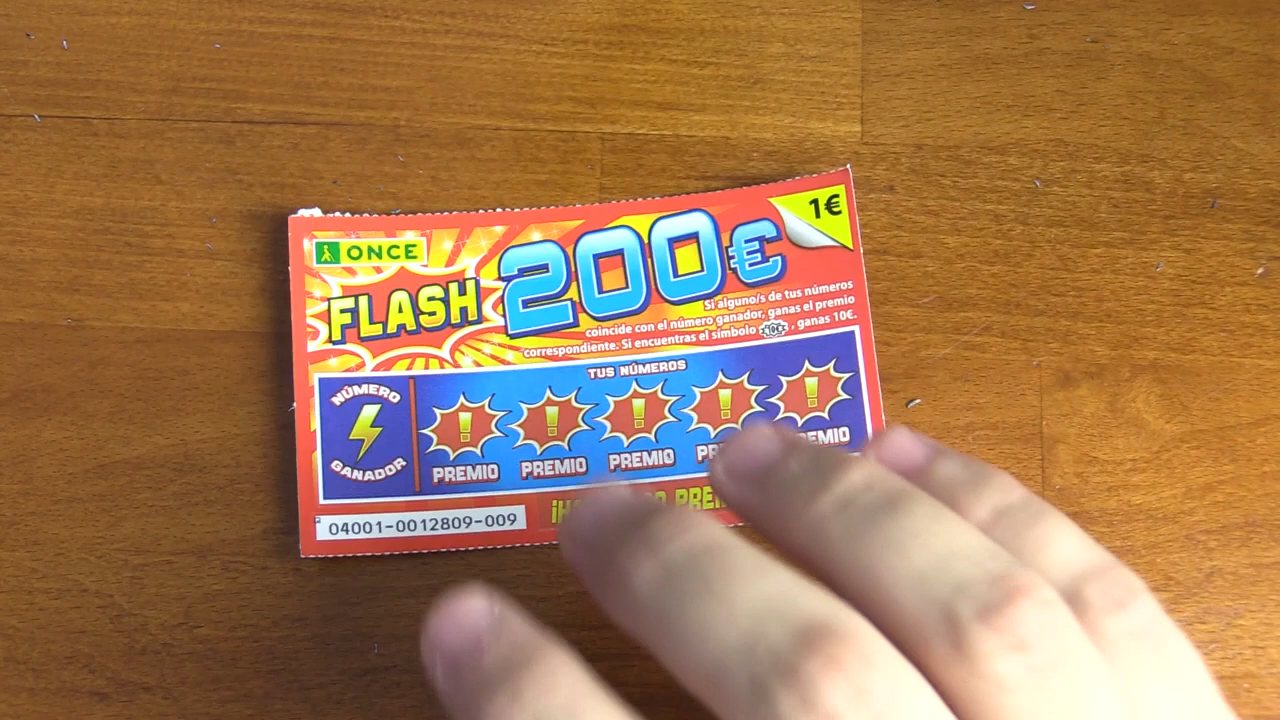 ONCE
FLASH
200€
1€
Si alguno/s de tus números
coincide con el número ganador, ganas el premio
correspondiente. Si encuentras el símbolo 10€, ganas 10€.
TUS NÚMEROS
NÚMERO
GANADOR
! ! ! ! !
PREMIO PREMIO PREMIO
04001-0012809-009